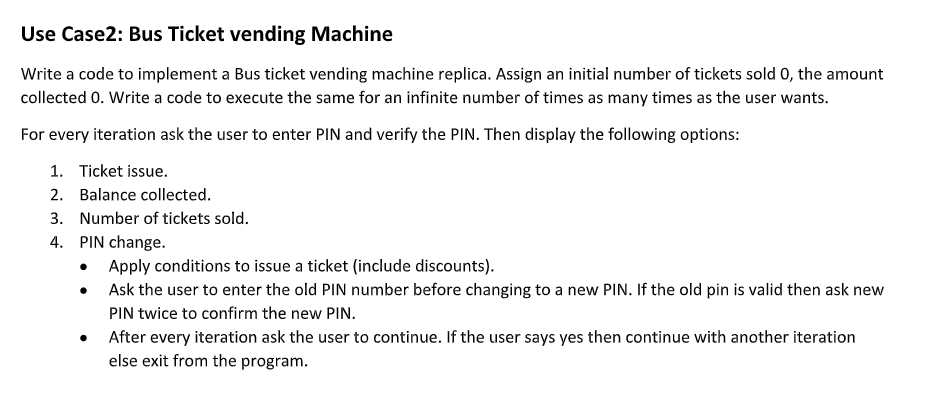 Use Case2: Bus Ticket vending Machine
Write a code to implement a Bus ticket vending machine replica. Assign an initial number of tickets sold 0, the amount
collected 0. Write a code to execute the same for an infinite number of times as many times as the user wants.
For every iteration ask the user to enter PIN and verify the PIN. Then display the following options:
1. Ticket issue.
2. Balance collected.
3. Number of tickets sold.
4. PIN change.
• Apply conditions to issue a ticket (include discounts).
• Ask the user to enter the old PIN number before changing to a new PIN. If the old pin is valid then ask new
PIN twice to confirm the new PIN.
• After every iteration ask the user to continue. If the user says yes then continue with another iteration
else exit from the program.